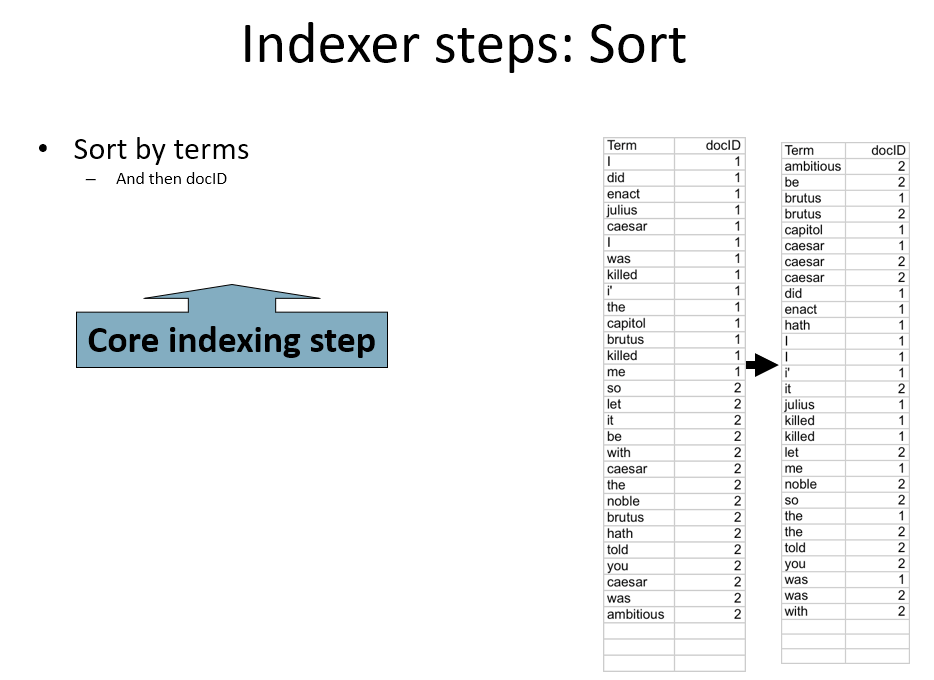 Indexer steps: Sort
• Sort by terms
– And then docID
Core indexing step
Term docID
I 1
did 1
enact 1
julius 1
caesar 1
I 1
was 1
killed 1
i' 1
the 1
capitol 1
brutus 1
killed 1
me 1
so 2
let 2
it 2
be 2
with 2
caesar 2
the 2
noble 2
brutus 2
hath 2
told 2
you 2
caesar 2
was 2
ambitious 2
Term docID
ambitious 2
be 2
brutus 1
brutus 2
capitol 1
caesar 1
caesar 2
caesar 2
did 1
enact 1
hath 1
I 1
I 1
i' 1
it 2
julius 1
killed 1
killed 1
let 2
me 1
noble 2
so 2
the 1
the 2
told 2
you 2
was 1
was 2
with 2